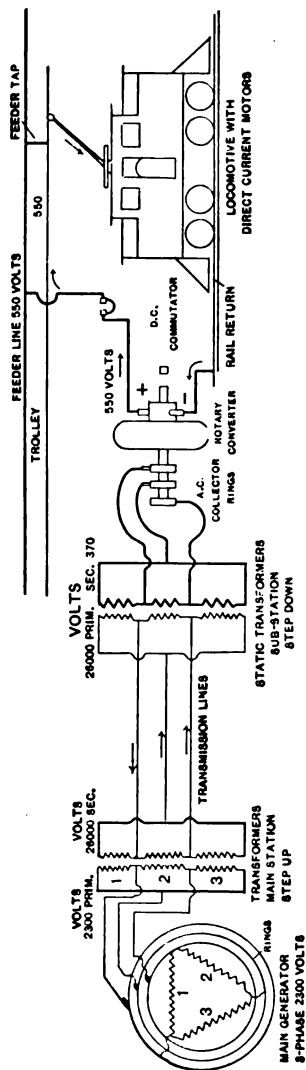 MAIN GENERATOR
3-PHASE 2300 VOLTS
RINGS
1
2
3
VOLTS
2300 PRIM.
VOLTS
26000 SEC.
1
2
3
TRANSFORMERS
MAIN STATION
STEP UP
TRANSMISSION LINES
VOLTS
26000 PRIM.
SEC. 370
STATIC TRANSFORMERS
SUB-STATION
STEP DOWN
A.C.
COLLECTOR
RINGS
ROTARY
CONVERTER
+
−
D.C.
COMMUTATOR
550 VOLTS
RAIL RETURN
FEEDER LINE 550 VOLTS
TROLLEY
550
FEEDER TAP
LOCOMOTIVE WITH
DIRECT CURRENT MOTORS